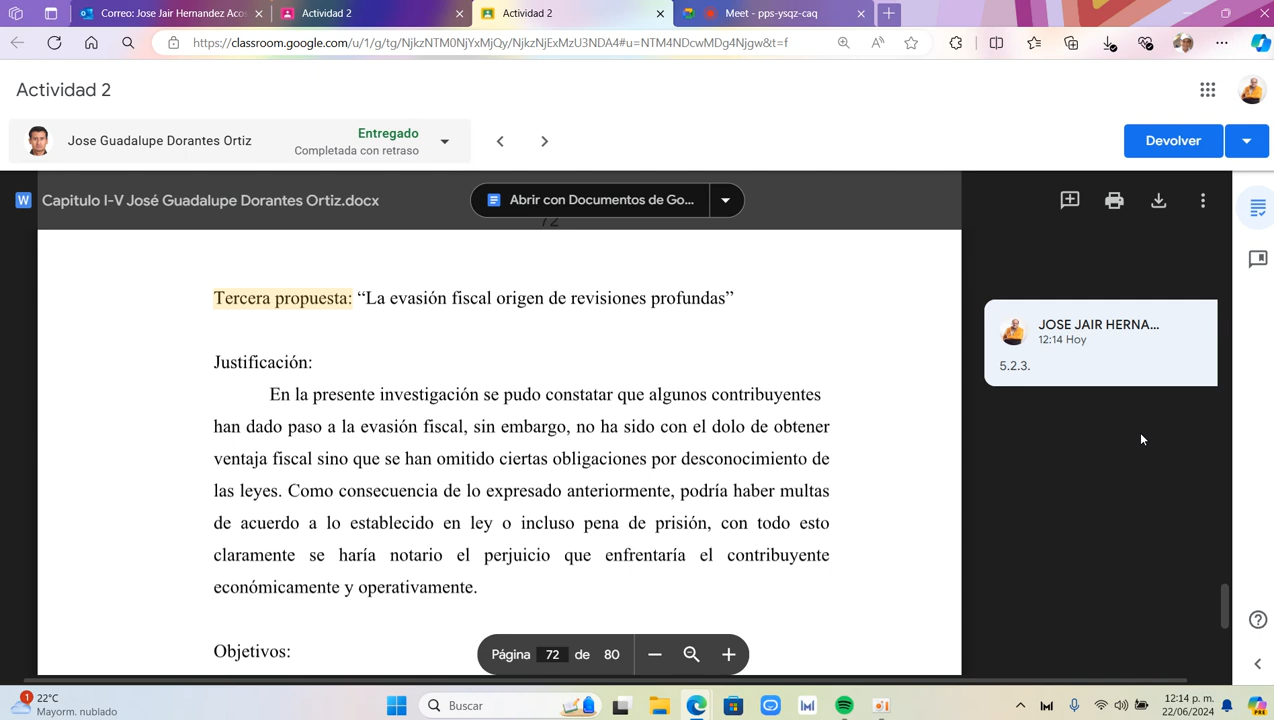 Correo: Jose Jair Hernandez Aco
Actividad 2
Actividad 2
Meet - pps-ysqz-caq
https://classroom.google.com/u/1/g/tg/NjkzNTM0NjYxMjQy/NjkzNjExMzU3NDA4#u=NTM4NDcwMDg4Njgw&t=f
Actividad 2
Jose Guadalupe Dorantes Ortiz
Entregado
Completada con retraso
Devolver
W
Capitulo I-V José Guadalupe Dorantes Ortiz.docx
Abrir con Documentos de Go...
72
Tercera propuesta: “La evasión fiscal origen de revisiones profundas”
Justificación:
En la presente investigación se pudo constatar que algunos contribuyentes
han dado paso a la evasión fiscal, sin embargo, no ha sido con el dolo de obtener
ventaja fiscal sino que se han omitido ciertas obligaciones por desconocimiento de
las leyes. Como consecuencia de lo expresado anteriormente, podría haber multas
de acuerdo a lo establecido en ley o incluso pena de prisión, con todo esto
claramente se haría notario el perjuicio que enfrentaría el contribuyente
económicamente y operativamente.
Objetivos:
JOSE JAIR HERNA...
12:14 Hoy
5.2.3.
Página 72 de 80
1
22°C
Mayorm. nublado
Buscar
12:14 p. m.
22/06/2024